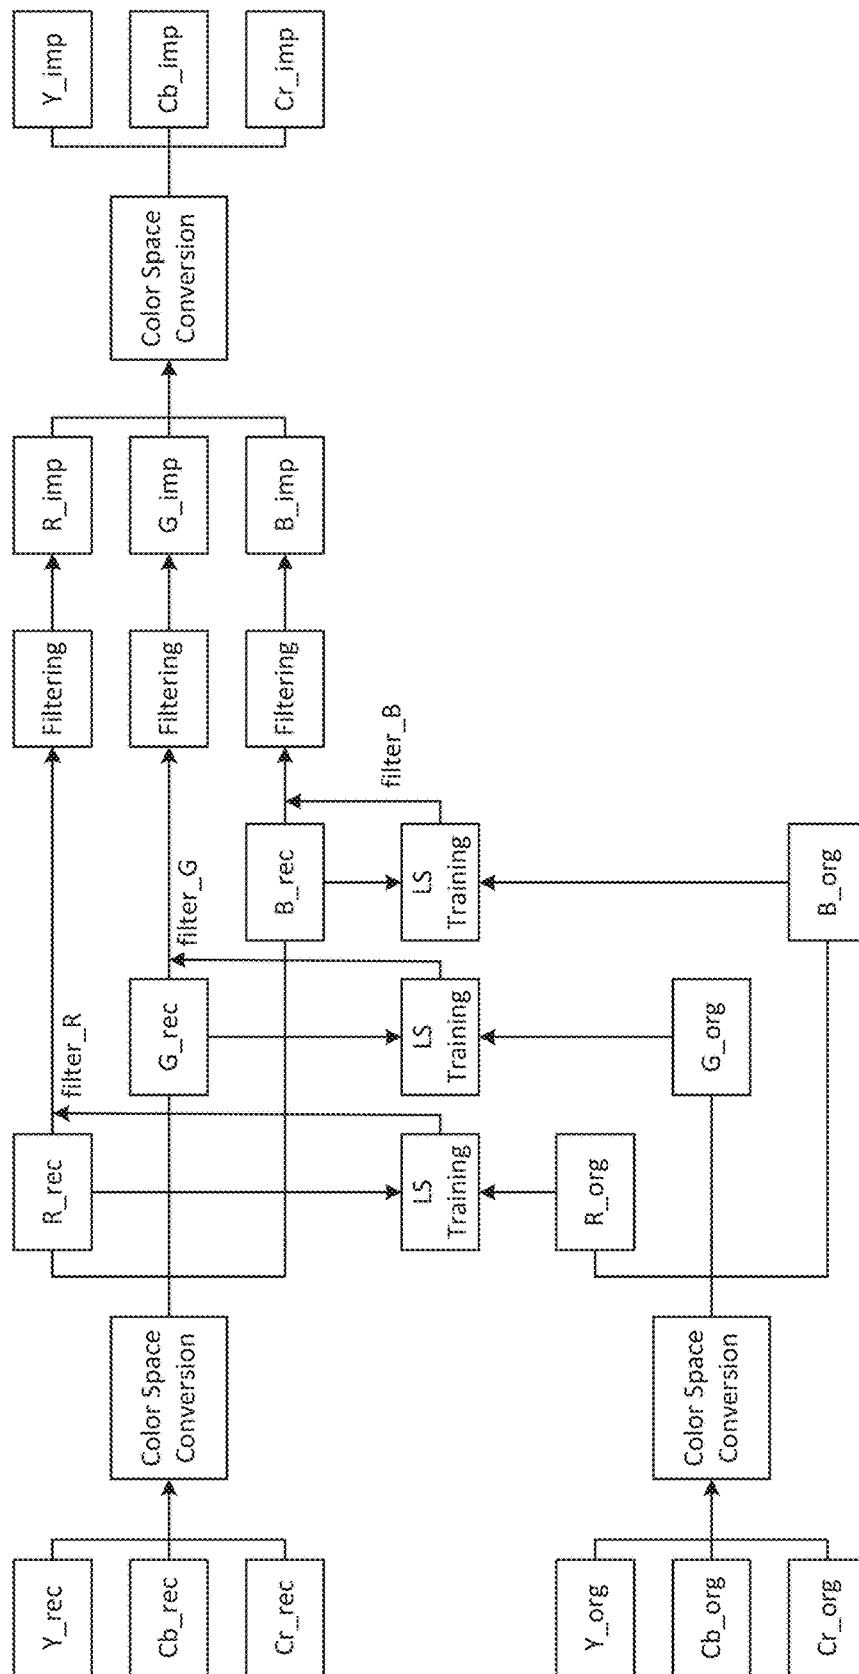 Y_rec
Cb_rec
Cr_rec
Color Space
Conversion
R_rec
G_rec
B_rec
filter_R
filter_G
filter_B
Filtering
Filtering
Filtering
R_imp
G_imp
B_imp
Color Space
Conversion
Y_imp
Cb_imp
Cr_imp
LS
Training
LS
Training
LS
Training
Y_org
Cb_org
Cr_org
Color Space
Conversion
R_org
G_org
B_org